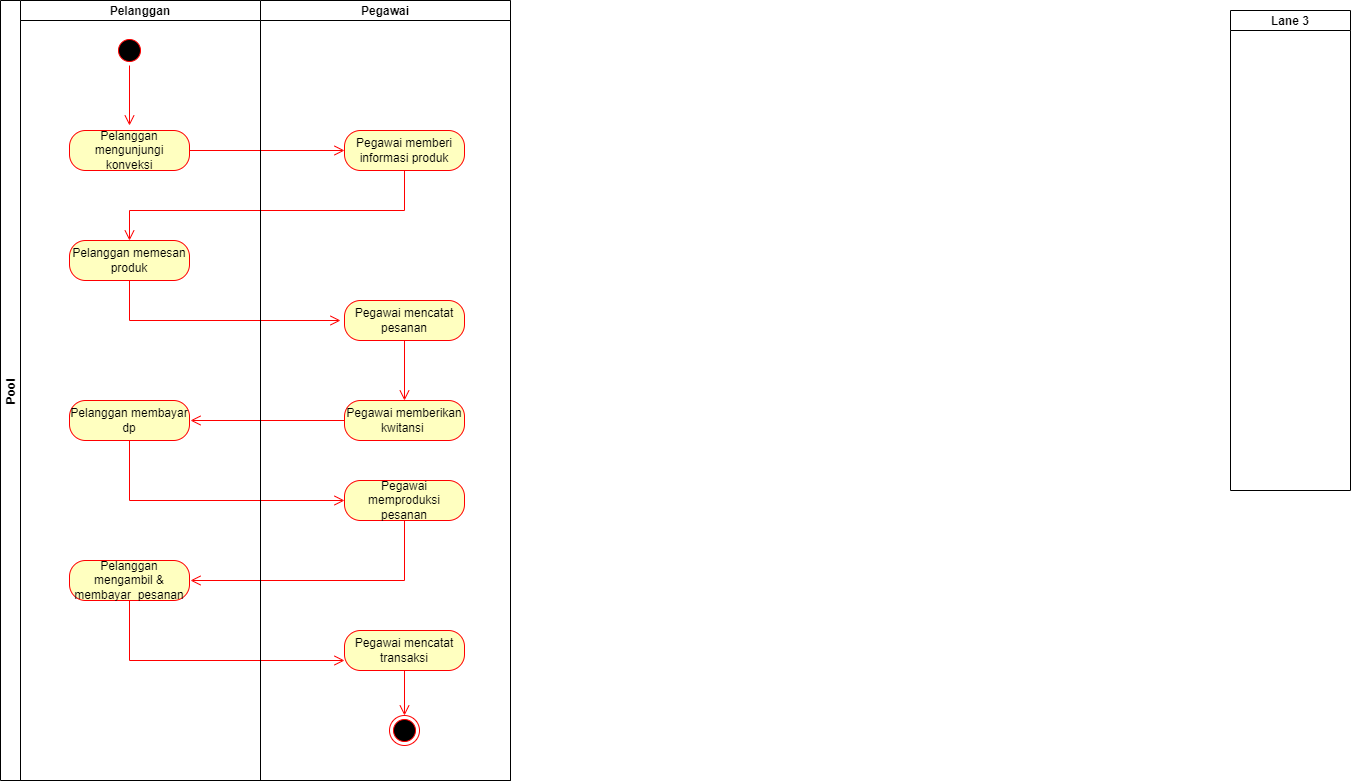 Pelanggan
Pegawai
Lane 3
Pool
Pelanggan
mengunjungi
konveksi
Pegawai memberi
informasi produk
Pelanggan memesan
produk
Pegawai mencatat
pesanan
Pelanggan membayar
dp
Pegawai memberikan
kwitansi
Pegawai
memproduksi
pesanan
Pelanggan
mengambil &
membayar pesanan
Pegawai mencatat
transaksi